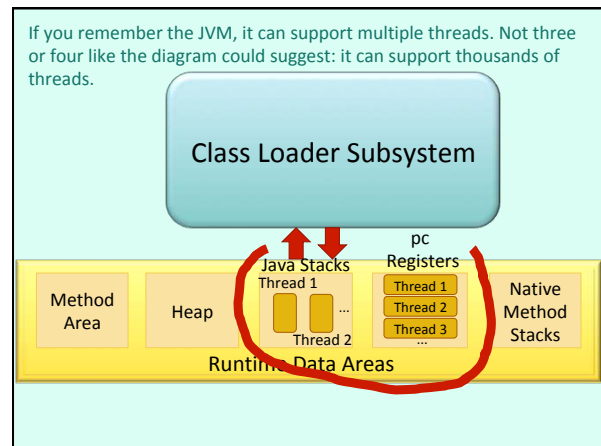 If you remember the JVM, it can support multiple threads. Not three
or four like the diagram could suggest: it can support thousands of
threads.
Class Loader Subsystem
Method
Area
Heap
Java Stacks
Thread 1
...
Thread 2
pc
Registers
Thread 1
Thread 2
Thread 3
...
Native
Method
Stacks
Runtime Data Areas